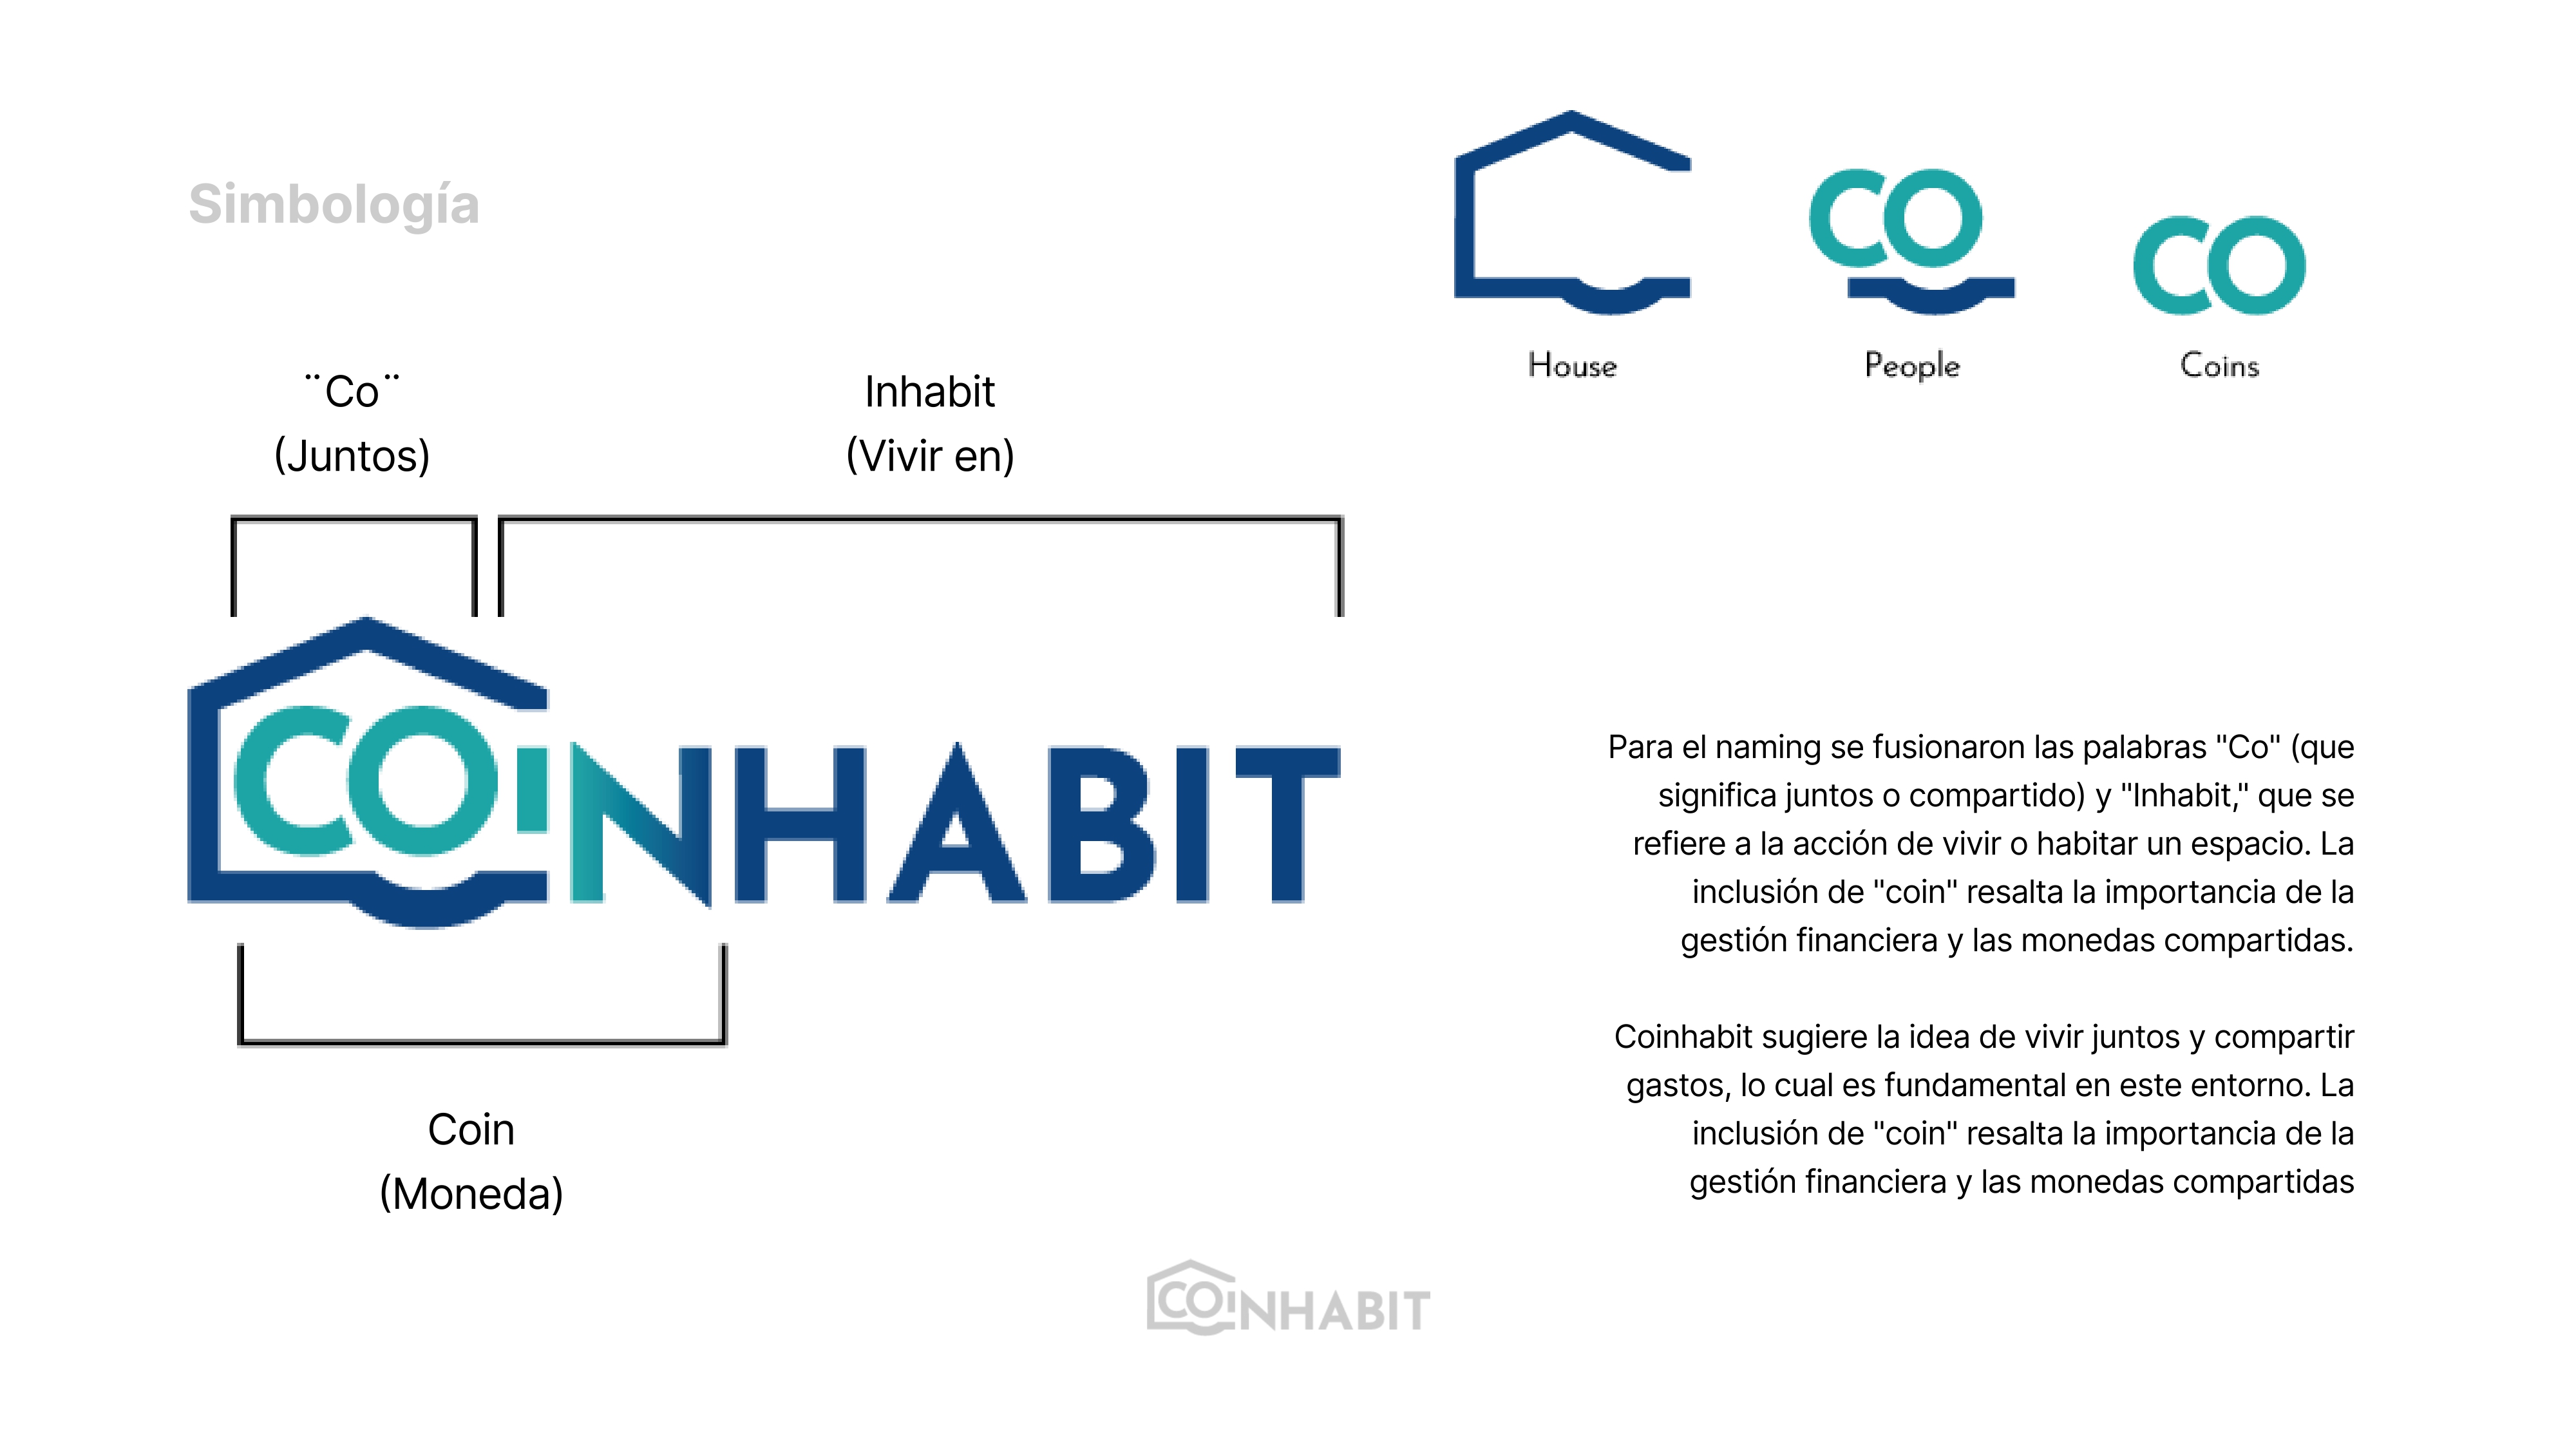 Simbología
CO
CO
House
People
Coins
¨Co¨
(Juntos)
Inhabit
(Vivir en)
COINHABIT
Coin
(Moneda)
Para el naming se fusionaron las palabras "Co" (que
significa juntos o compartido) y "Inhabit," que se
refiere a la acción de vivir o habitar un espacio. La
inclusión de "coin" resalta la importancia de la
gestión financiera y las monedas compartidas.
Coinhabit sugiere la idea de vivir juntos y compartir
gastos, lo cual es fundamental en este entorno. La
inclusión de "coin" resalta la importancia de la
gestión financiera y las monedas compartidas
COINHABIT